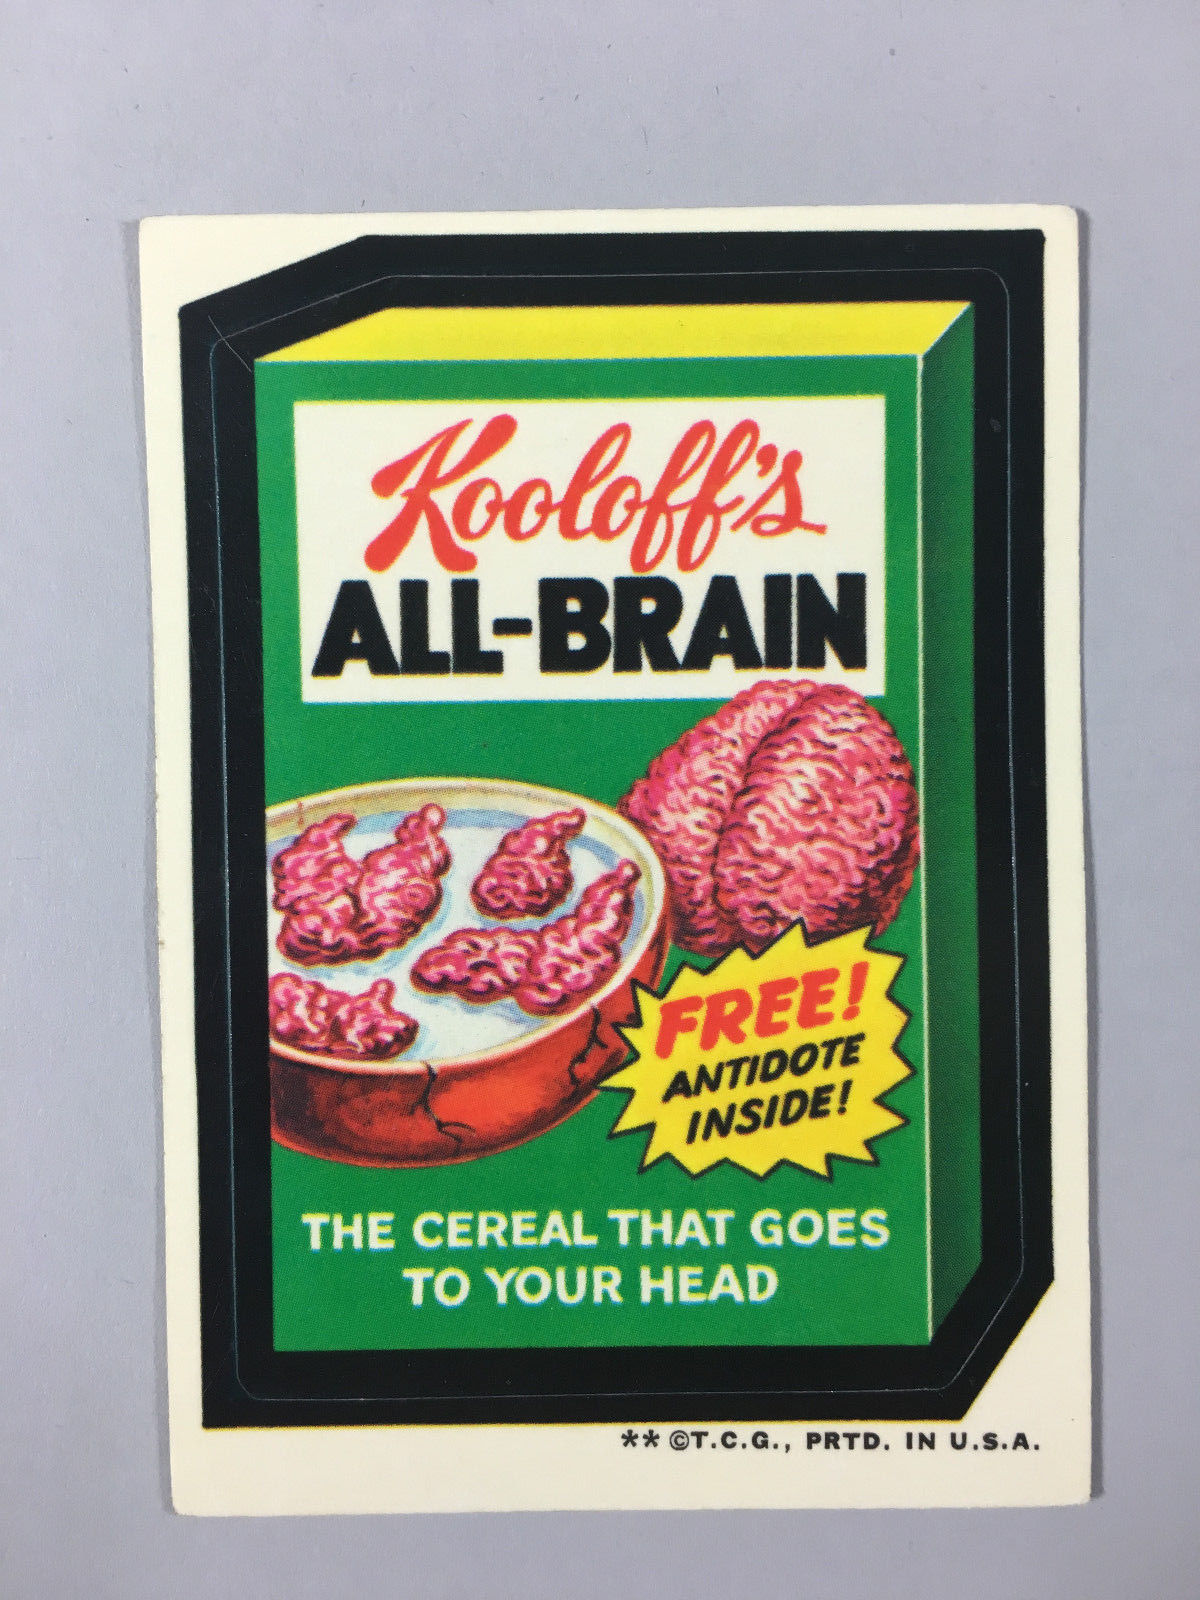 Kooloff's
ALL-BRAIN
FREE!
ANTIDOTE
INSIDE!
THE CEREAL THAT GOES
TO YOUR HEAD
** ©T.C.G., PRTD. IN U.S.A.